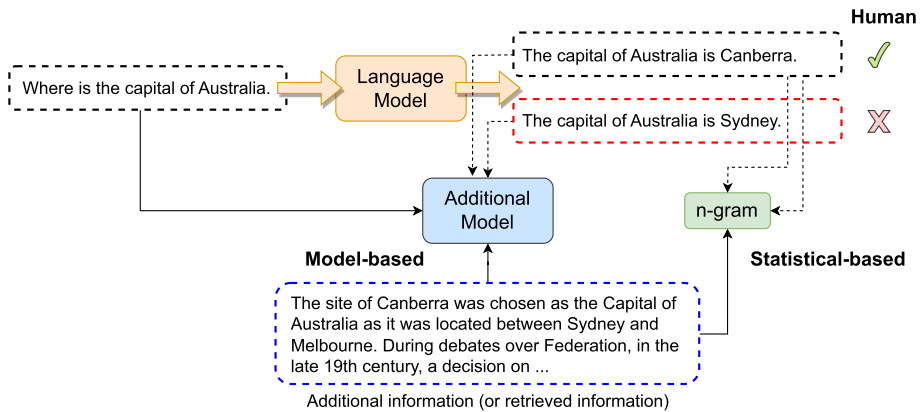 Human
The capital of Australia is Canberra.
Where is the capital of Australia.
Language
Model
The capital of Australia is Sydney.
Additional
Model
n-gram
Model-based
Statistical-based
The site of Canberra was chosen as the Capital of
Australia as it was located between Sydney and
Melbourne. During debates over Federation, in the
late 19th century, a decision on ...
Additional information (or retrieved information)